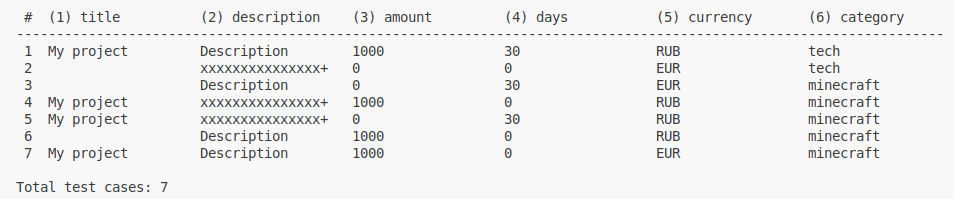 #  (1) title          (2) description    (3) amount         (4) days           (5) currency       (6) category
--------------------------------------------------------------------------------------------------------------------
1  My project         Description        1000               30                 RUB                tech
2                     xxxxxxxxxxxxxxx+   0                  0                  EUR                tech
3                     Description        0                  30                 EUR                minecraft
4  My project         xxxxxxxxxxxxxxx+   1000               0                  RUB                minecraft
5  My project         xxxxxxxxxxxxxxx+   0                  30                 RUB                minecraft
6                     Description        1000               0                  RUB                minecraft
7  My project         Description        1000               0                  EUR                minecraft
Total test cases: 7